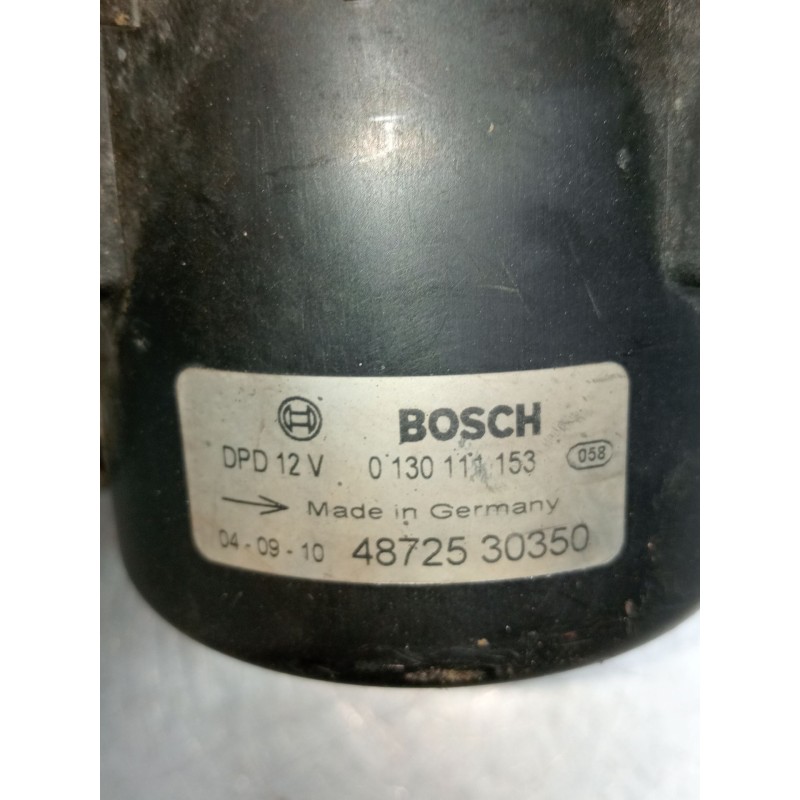 BOSCH
DPD 12 V 0 130 111 153 058
Made in Germany
04-09-10 48725 30350